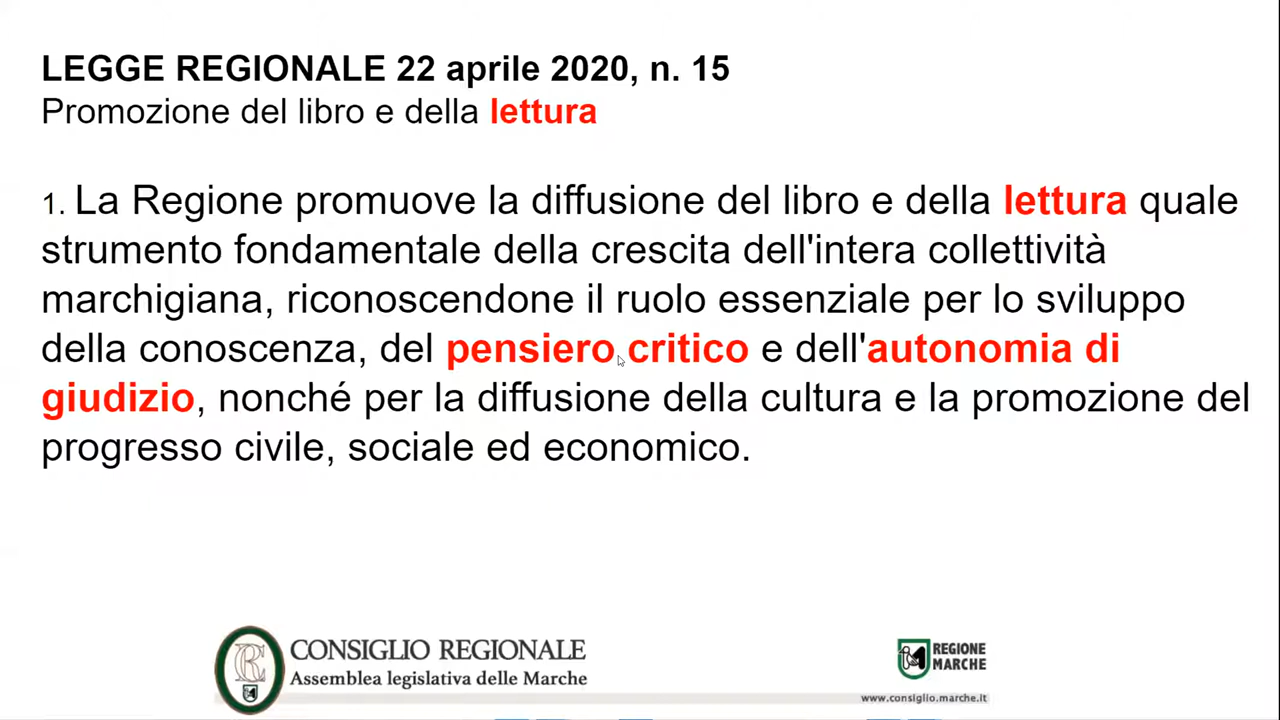 LEGGE REGIONALE 22 aprile 2020, n. 15
Promozione del libro e della lettura
1. La Regione promuove la diffusione del libro e della lettura quale
strumento fondamentale della crescita dell'intera collettività
marchigiana, riconoscendone il ruolo essenziale per lo sviluppo
della conoscenza, del pensiero critico e dell'autonomia di
giudizio, nonché per la diffusione della cultura e la promozione del
progresso civile, sociale ed economico.
CONSIGLIO REGIONALE
Assemblea legislativa delle Marche
REGIONE
MARCHE
www.consiglio.marche.it